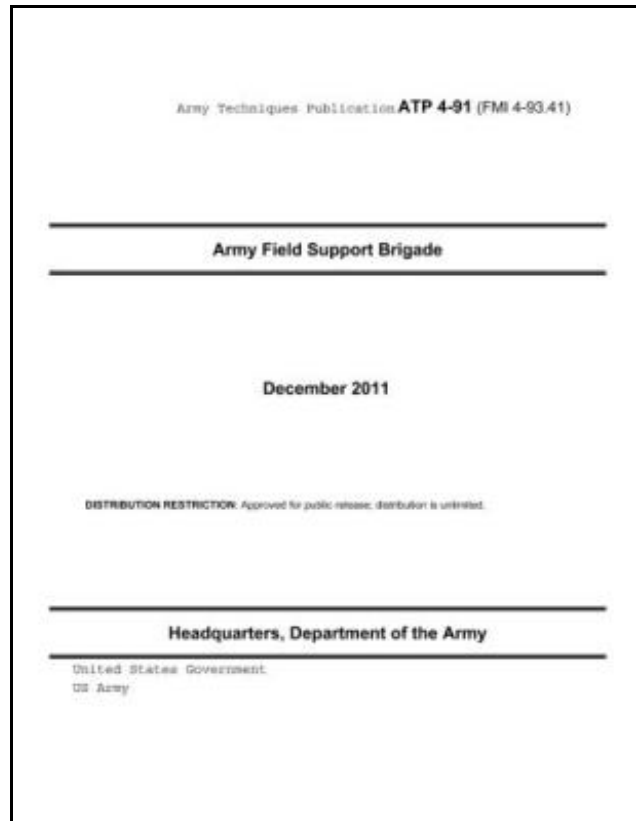 Army Techniques Publication ATP 4-91 (FMI 4-93.41)
Army Field Support Brigade
December 2011
DISTRIBUTION RESTRICTION: Approved for public release; distribution is unlimited.
Headquarters, Department of the Army
United States Government
US Army